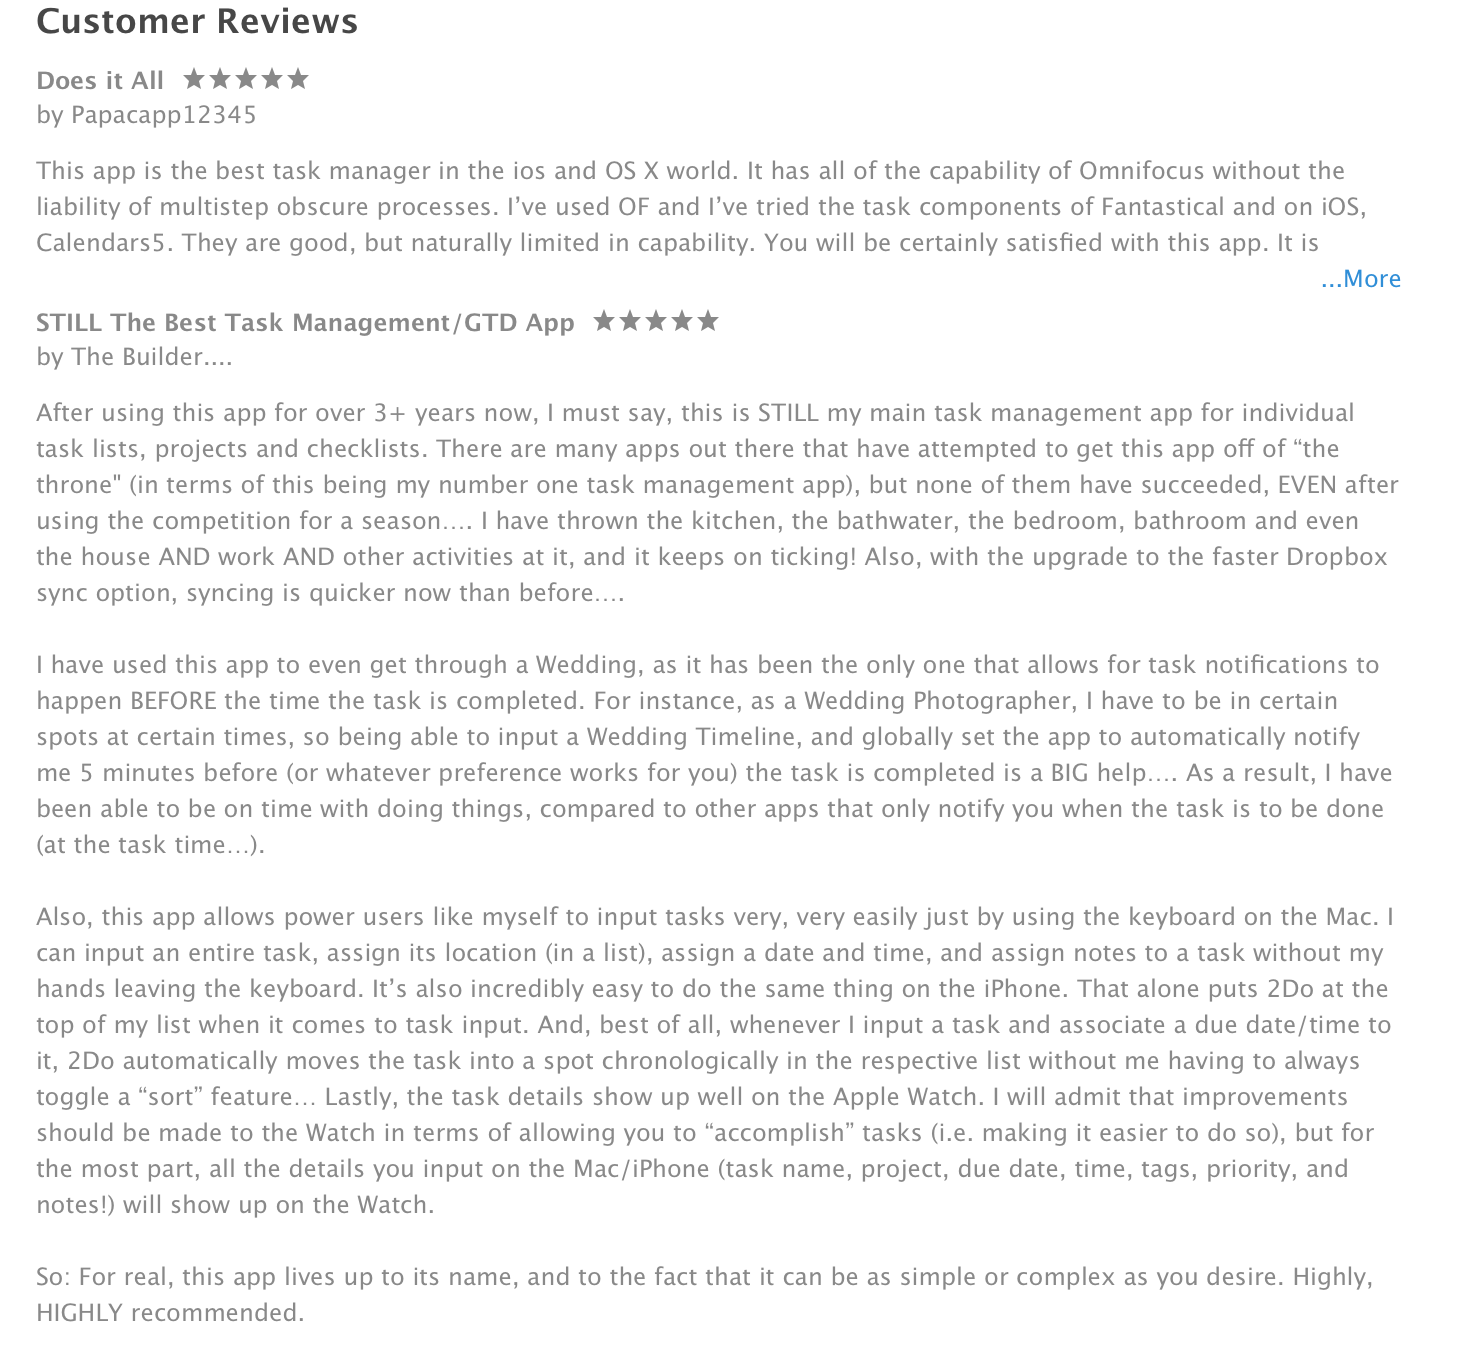 Customer Reviews
Does it All ★★★★★
by Papacapp12345
This app is the best task manager in the ios and OS X world. It has all of the capability of Omnifocus without the
liability of multistep obscure processes. I’ve used OF and I’ve tried the task components of Fantastical and on iOS,
Calendars5. They are good, but naturally limited in capability. You will be certainly satisfied with this app. It is
...More
STILL The Best Task Management/GTD App ★★★★★
by The Builder....
After using this app for over 3+ years now, I must say, this is STILL my main task management app for individual
task lists, projects and checklists. There are many apps out there that have attempted to get this app off of “the
throne" (in terms of this being my number one task management app), but none of them have succeeded, EVEN after
using the competition for a season…. I have thrown the kitchen, the bathwater, the bedroom, bathroom and even
the house AND work AND other activities at it, and it keeps on ticking! Also, with the upgrade to the faster Dropbox
sync option, syncing is quicker now than before….
I have used this app to even get through a Wedding, as it has been the only one that allows for task notifications to
happen BEFORE the time the task is completed. For instance, as a Wedding Photographer, I have to be in certain
spots at certain times, so being able to input a Wedding Timeline, and globally set the app to automatically notify
me 5 minutes before (or whatever preference works for you) the task is completed is a BIG help…. As a result, I have
been able to be on time with doing things, compared to other apps that only notify you when the task is to be done
(at the task time…).
Also, this app allows power users like myself to input tasks very, very easily just by using the keyboard on the Mac. I
can input an entire task, assign its location (in a list), assign a date and time, and assign notes to a task without my
hands leaving the keyboard. It’s also incredibly easy to do the same thing on the iPhone. That alone puts 2Do at the
top of my list when it comes to task input. And, best of all, whenever I input a task and associate a due date/time to
it, 2Do automatically moves the task into a spot chronologically in the respective list without me having to always
toggle a “sort” feature… Lastly, the task details show up well on the Apple Watch. I will admit that improvements
should be made to the Watch in terms of allowing you to “accomplish” tasks (i.e. making it easier to do so), but for
the most part, all the details you input on the Mac/iPhone (task name, project, due date, time, tags, priority, and
notes!) will show up on the Watch.
So: For real, this app lives up to its name, and to the fact that it can be as simple or complex as you desire. Highly,
HIGHLY recommended.